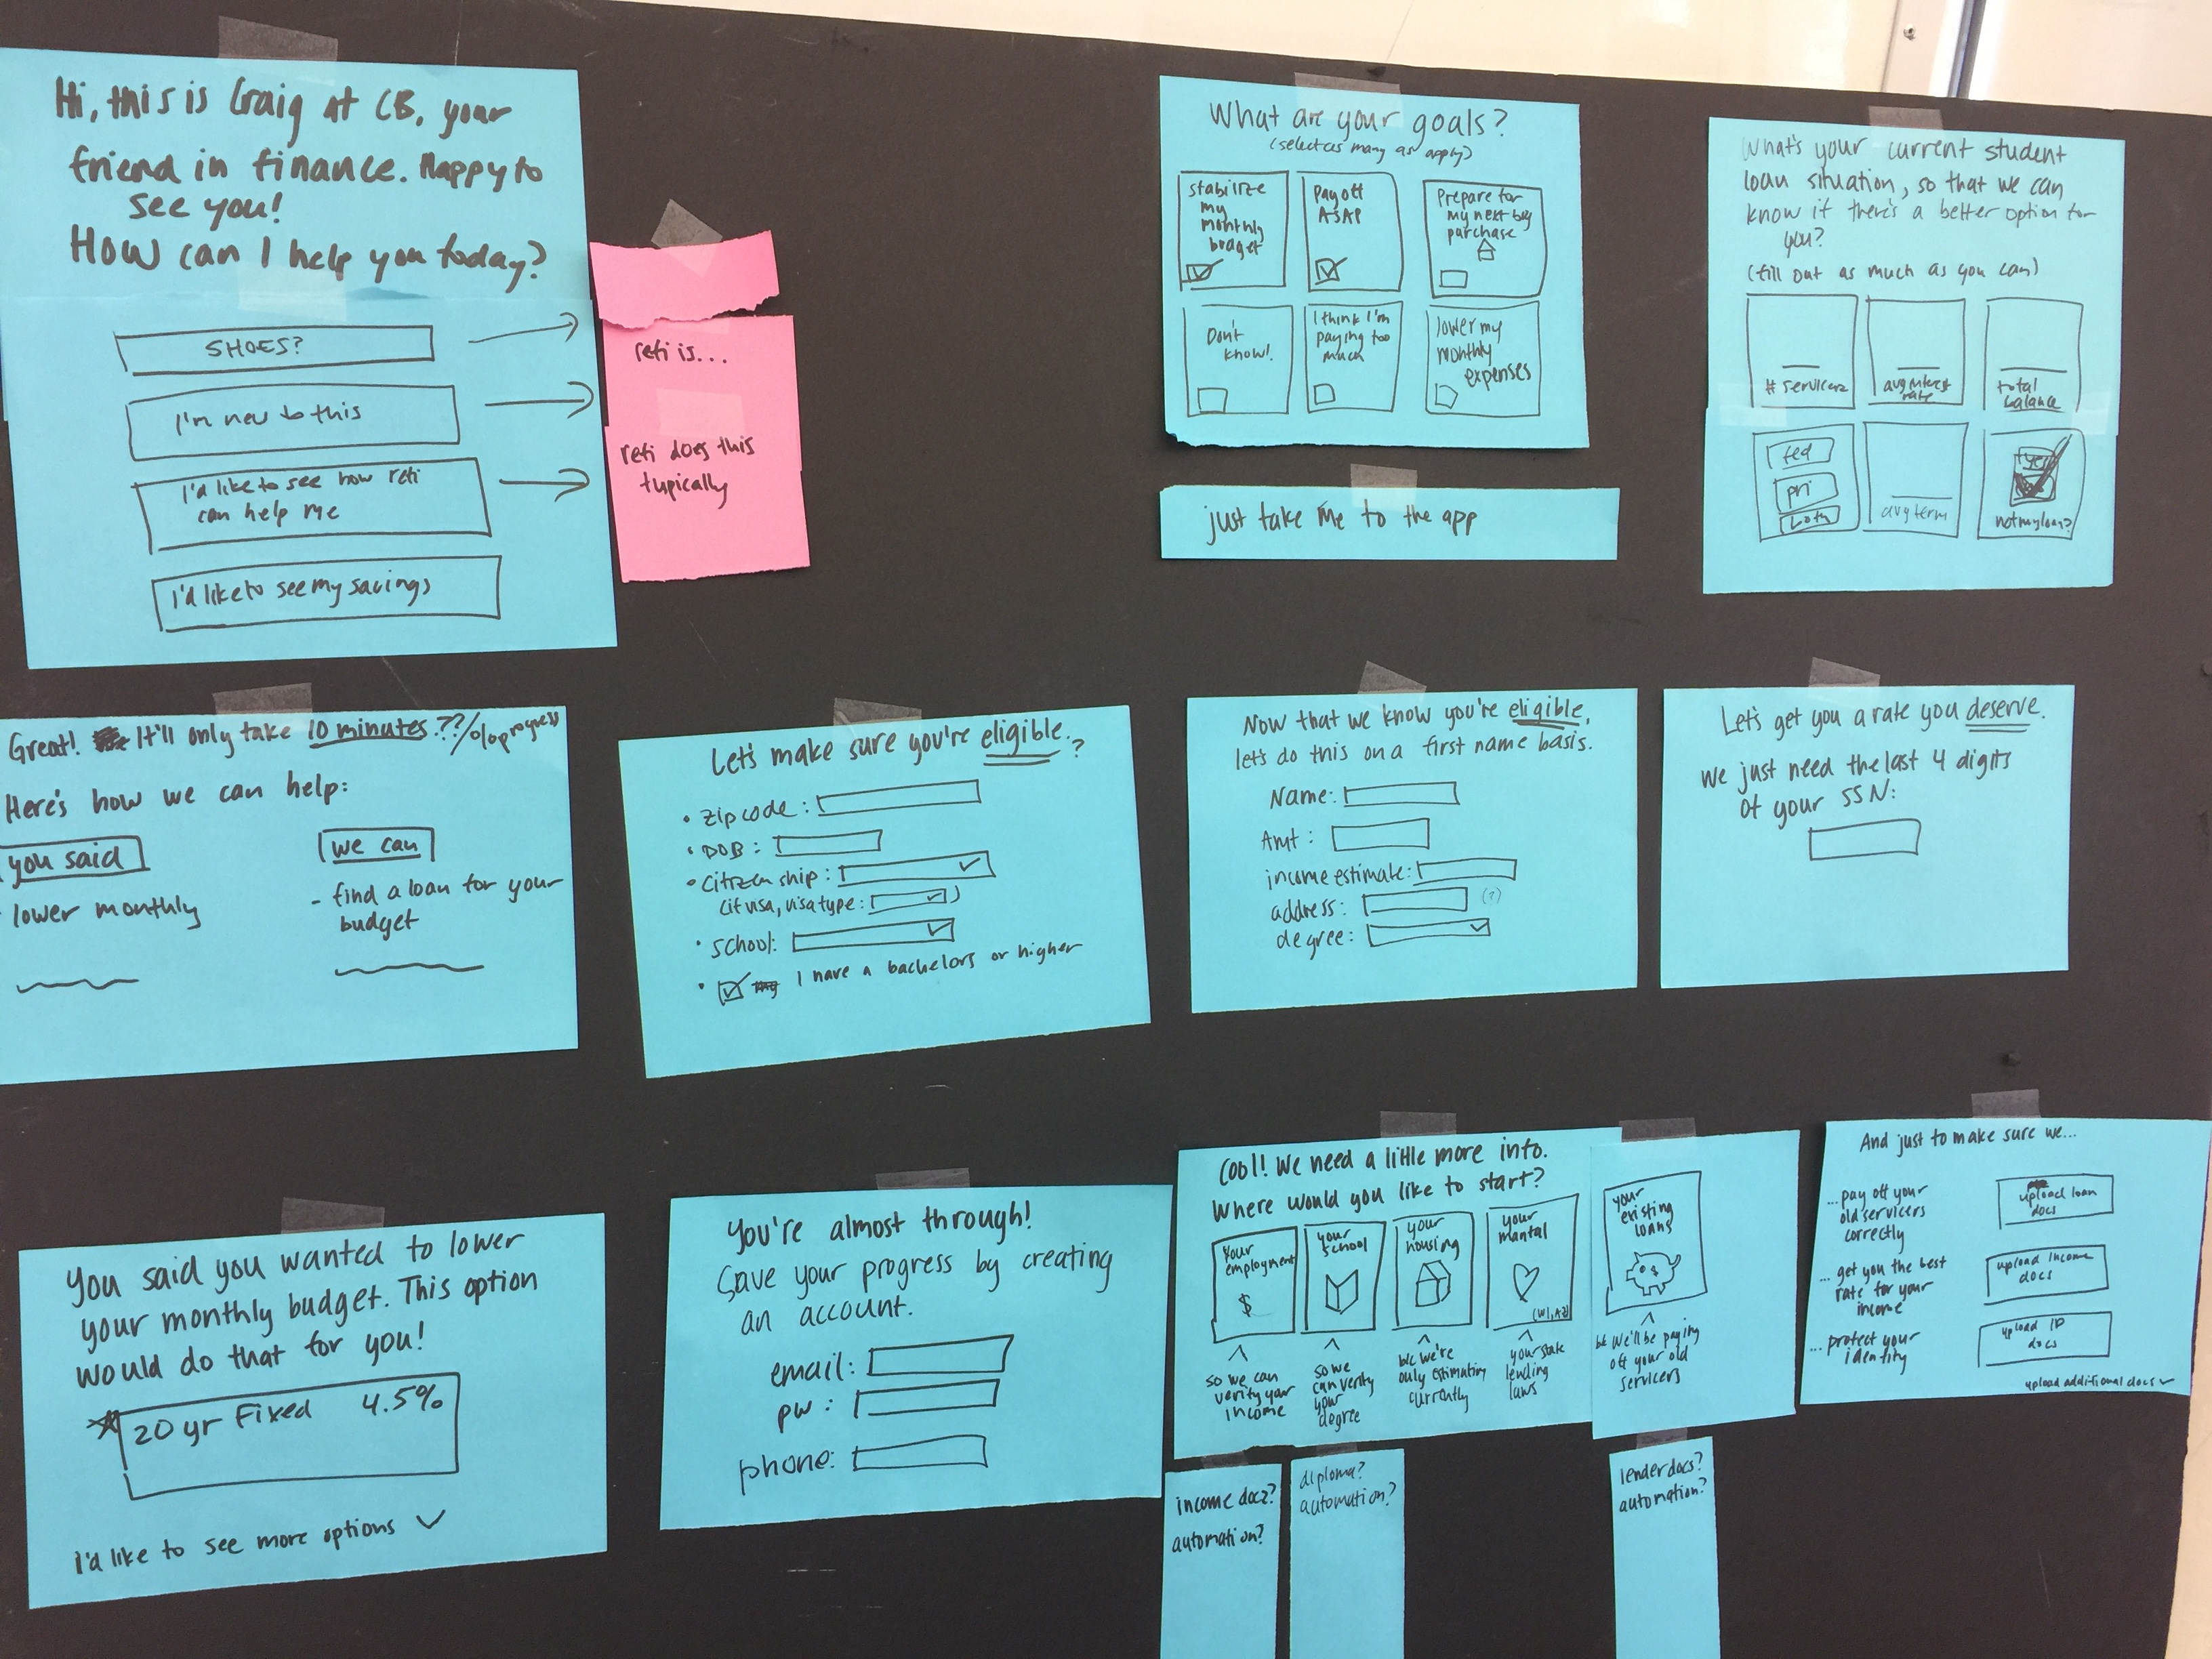 Hi, this is Craig at CB, your
friend in finance. Happy to
see you!
How can I help you today?
SHOES?
I'm new to this
I'd like to see how refi
can help me
I'd like to see my savings
refi is...
refi does this
typically
What are your goals?
(select as many as apply)
stabilize
my
monthly
budget
Pay off
ASAP
Prepare for
my next big
purchase
Don't
know!
I think I'm
paying too
much
lower my
monthly
expenses
just take me to the app
What's your current student
loan situation, so that we can
know if there's a better option for
you?
(fill out as much as you can)
# servicers
avg interest
rate
total
balance
fed
pri
both
avg term
yes
not my loan?
Great! It'll only take 10 minutes??/% progress
Here's how we can help:
you said
we can
lower monthly
- find a loan for your
budget
Let's make sure you're eligible.?
• Zip code:
• DOB:
• Citizenship:
(if visa, visa type: )
• School:
• I have a bachelors or higher
Now that we know you're eligible,
let's do this on a first name basis.
Name:
Amt:
income estimate:
address: (?)
degree:
Let's get you a rate you deserve.
We just need the last 4 digits
of your SSN:
You said you wanted to lower
your monthly budget. This option
would do that for you!
20 yr Fixed 4.5%
I'd like to see more options
You're almost through!
Save your progress by creating
an account.
email:
pw:
phone:
Cool! We need a little more info.
Where would you like to start?
your
employment
$
your
school
your
housing
your
marital
(WI, AZ)
your
existing
loans
$
so we can
verify your
income
so we
can verify
your
degree
b/c we're
only estimating
currently
your state
lending
laws
bc we'll be paying
off your old
servicers
income docs?
automation?
diploma?
automation?
lender docs?
automation?
And just to make sure we...
...pay off your
old servicers
correctly
upload loan
docs
... get you the best
rate for your
income
upload income
docs
...protect your
identity
upload ID
docs
upload additional docs